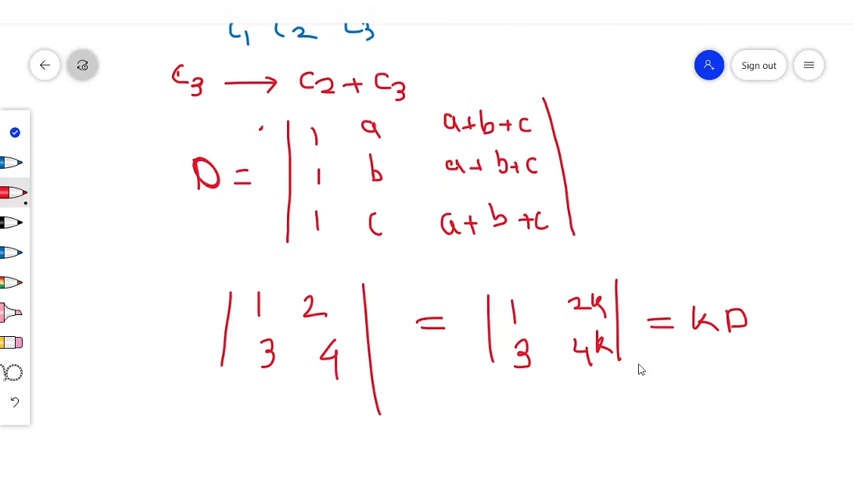 C1 C2 C3
Sign out
C3 → C2 + C3
D = | 1 a a+b+c |
| 1 b a+b+c |
| 1 c a+b+c |
| 1 2 | = | 1 2k | = KD
| 3 4 | | 3 4k |